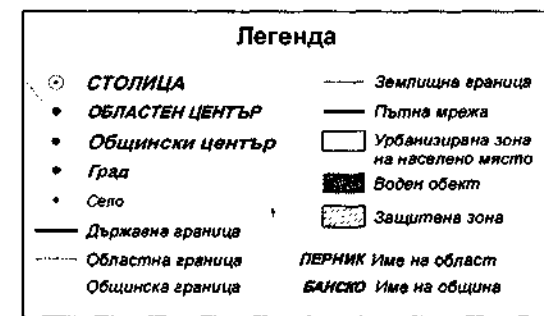 Легенда
СТОЛИЦА
ОБЛАСТЕН ЦЕНТЪР
Общински център
Град
Село
Държавна граница
Областна граница
Общинска граница
Землищна граница
Пътна мрежа
Урбанизирана зона
на населено място
Воден обект
Защитена зона
ПЕРНИК Име на област
БАНСКО Име на община